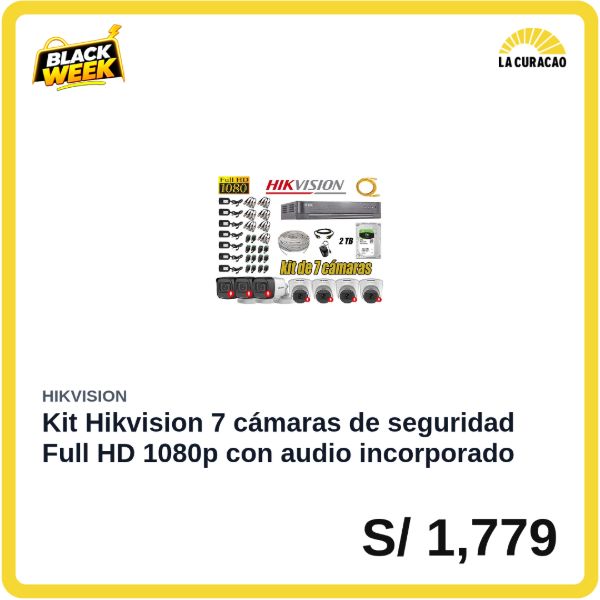 BLACK
WEEK
LA CURACAO
Full HD
1080
HIKVISION
2 TB
kit de 7 cámaras
HIKVISION
Kit Hikvision 7 cámaras de seguridad
Full HD 1080p con audio incorporado
S/ 1,779